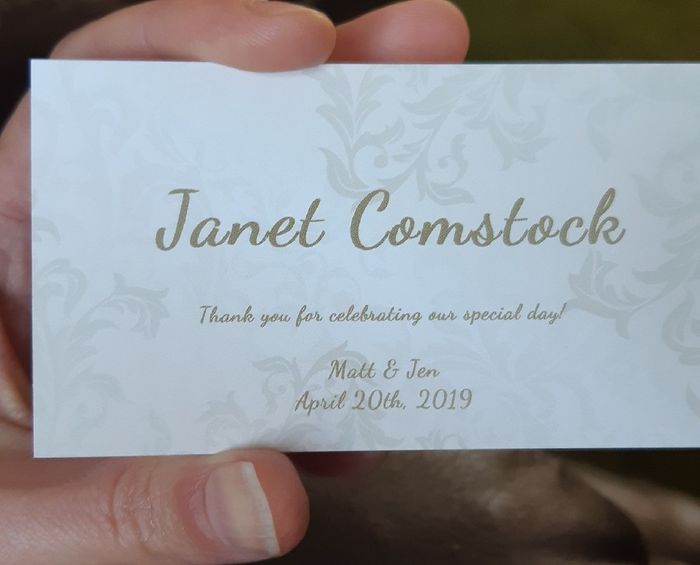 Janet Comstock
Thank you for celebrating our special day!
Matt & Jen
April 20th, 2019